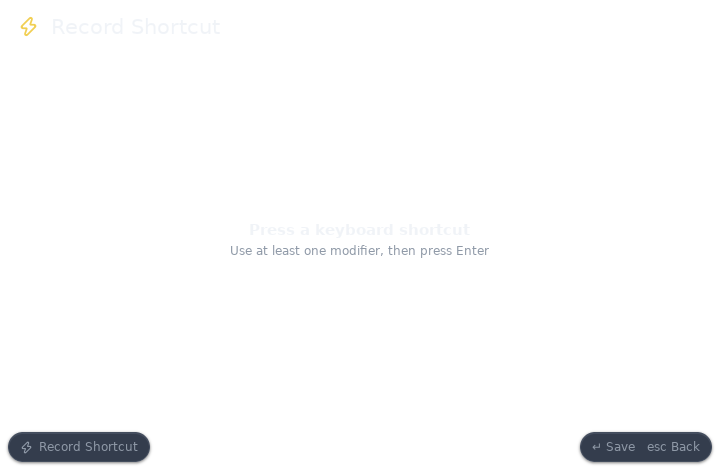 Record Shortcut
Press a keyboard shortcut
Use at least one modifier, then press Enter
Record Shortcut
↵ Save esc Back